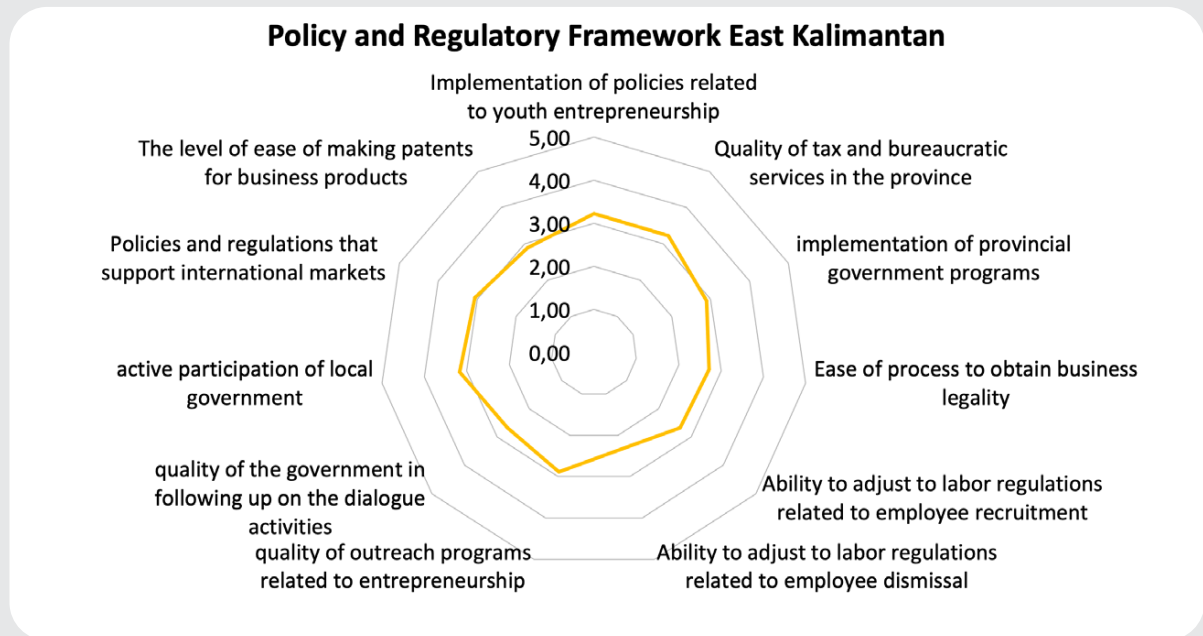 Policy and Regulatory Framework East Kalimantan
Implementation of policies related
to youth entrepreneurship
Quality of tax and bureaucratic
services in the province
implementation of provincial
government programs
Ease of process to obtain business
legality
Ability to adjust to labor regulations
related to employee recruitment
Ability to adjust to labor regulations
related to employee dismissal
quality of outreach programs
related to entrepreneurship
quality of the government in
following up on the dialogue
activities
active participation of local
government
Policies and regulations that
support international markets
The level of ease of making patents
for business products
5,00
4,00
3,00
2,00
1,00
0,00